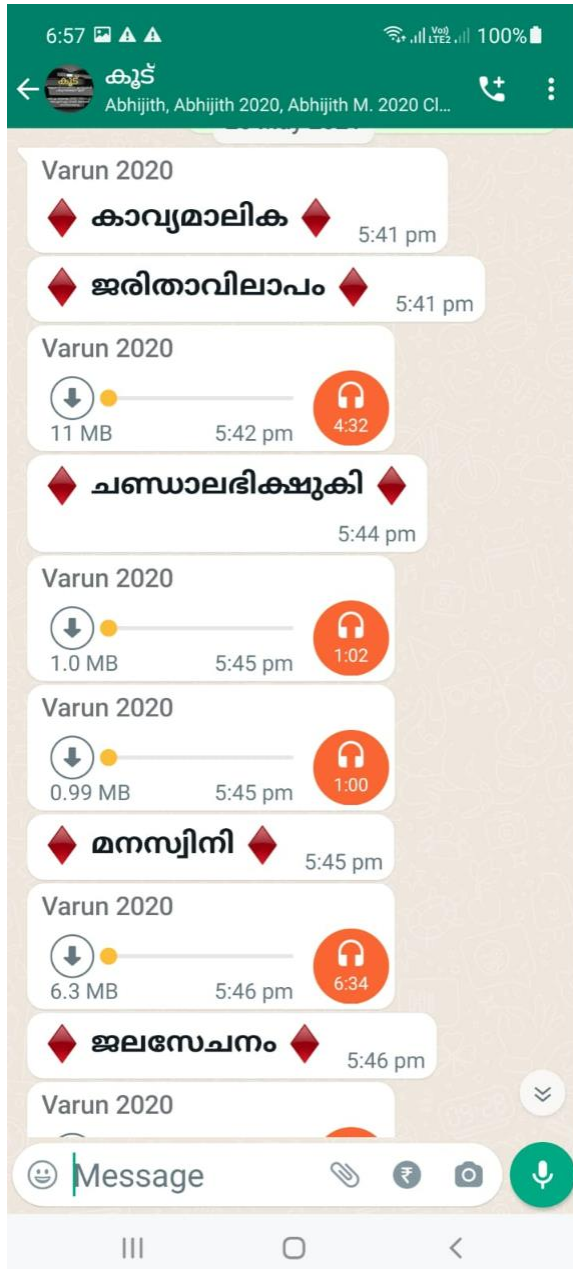 6:57
VoI) LTE2 100%
കൂട്
Abhijith, Abhijith 2020, Abhijith M. 2020 Cl...
Varun 2020
കാവ്യമാലിക
5:41 pm
ജരിതാവിലാപം
5:41 pm
Varun 2020
4:32
11 MB 5:42 pm
ചണ്ഡാലഭിക്ഷുകി
5:44 pm
Varun 2020
1:02
1.0 MB 5:45 pm
Varun 2020
1:00
0.99 MB 5:45 pm
മനസ്വിനി
5:45 pm
Varun 2020
6:34
6.3 MB 5:46 pm
ജലസേചനം
5:46 pm
Varun 2020
Message